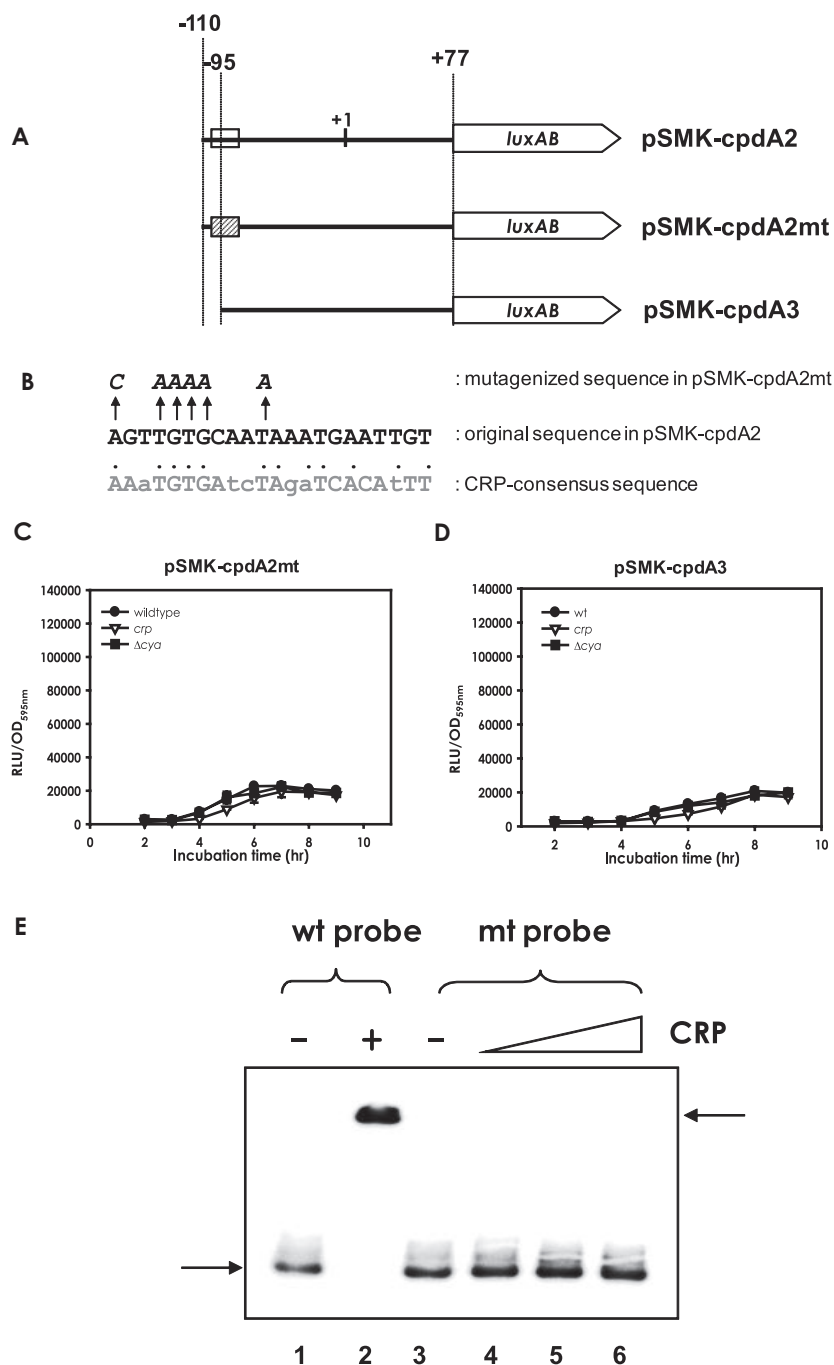 -110
-95
+77
A
+1
luxAB
pSMK-cpdA2
luxAB
pSMK-cpdA2mt
luxAB
pSMK-cpdA3
B
C AAAA A
: mutagenized sequence in pSMK-cpdA2mt
AGTTGTGCAATAAATGAATTGT
: original sequence in pSMK-cpdA2
AAaTGTGAtcTAgaTCACAtTT
: CRP-consensus sequence
C
pSMK-cpdA2mt
140000
120000
100000
80000
60000
40000
20000
0
RLU/OD595nm
wildtype
crp
Δcya
0 2 4 6 8 10
Incubation time (hr)
D
pSMK-cpdA3
140000
120000
100000
80000
60000
40000
20000
0
RLU/OD595nm
wt
crp
Δcya
2 4 6 8 10
Incubation time (hr)
E
wt probe
mt probe
− + −
CRP
1 2 3 4 5 6